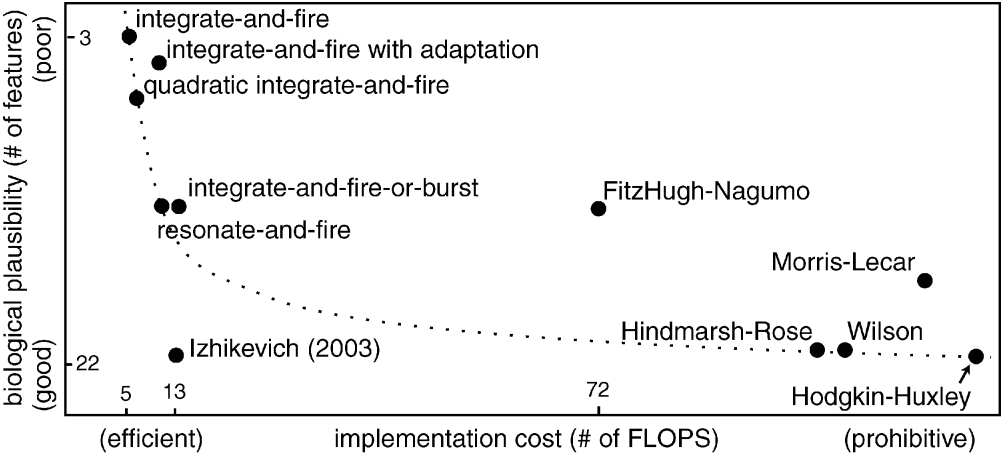 biological plausibility (# of features)
(poor)
(good)
3
22
integrate-and-fire
integrate-and-fire with adaptation
quadratic integrate-and-fire
integrate-and-fire-or-burst
resonate-and-fire
FitzHugh-Nagumo
Morris-Lecar
Hindmarsh-Rose
Wilson
Izhikevich (2003)
Hodgkin-Huxley
5
13
72
(efficient)
implementation cost (# of FLOPS)
(prohibitive)